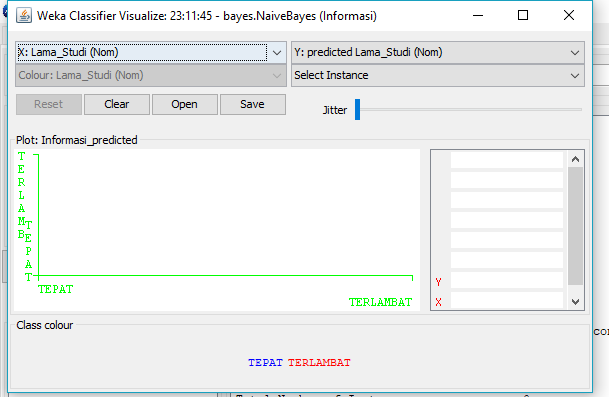 Weka Classifier Visualize: 23:11:45 - bayes.NaiveBayes (Informasi)
X: Lama_Studi (Nom)
Y: predicted Lama_Studi (Nom)
Colour: Lama_Studi (Nom)
Select Instance
Reset
Clear
Open
Save
Jitter
Plot: Informasi_predicted
TERLAMB
TEPAT
TEPAT
TERLAMBAT
Y
X
Class colour
TEPAT TERLAMBAT